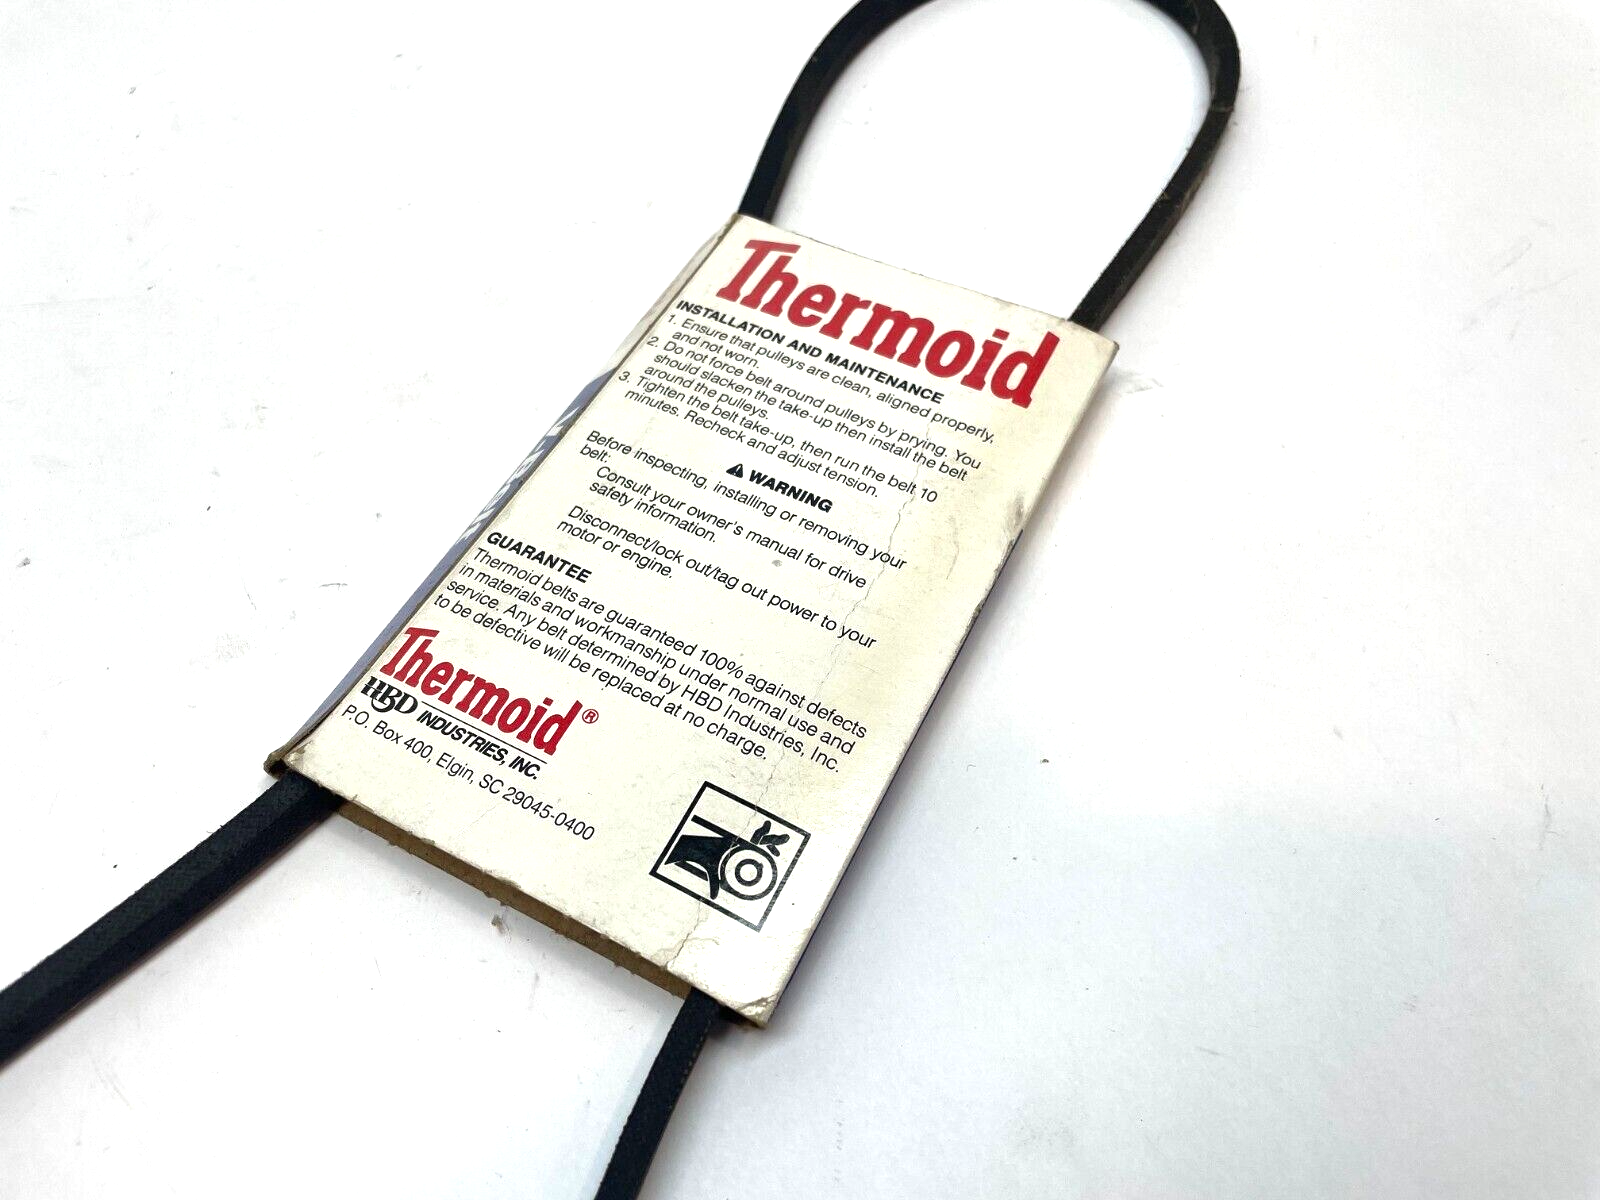 Thermoid
INSTALLATION AND MAINTENANCE
1. Ensure that pulleys are clean, aligned properly,
and not worn.
2. Do not force belt around pulleys by prying. You
should slacken the take-up then install the belt
around the pulleys.
3. Tighten the belt take-up, then run the belt 10
minutes. Recheck and adjust tension.
WARNING
Before inspecting, installing or removing your
belt:
Consult your owner's manual for drive
safety information.
Disconnect/lock out/tag out power to your
motor or engine.
GUARANTEE
Thermoid belts are guaranteed 100% against defects
in materials and workmanship under normal use and
service. Any belt determined by HBD Industries, Inc.
to be defective will be replaced at no charge.
Thermoid®
HBD INDUSTRIES, INC.
P.O. Box 400, Elgin, SC 29045-0400